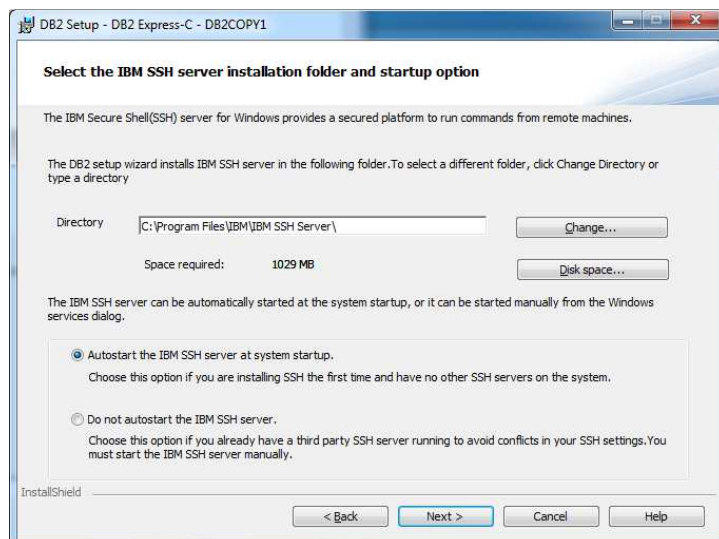 DB2 Setup - DB2 Express-C - DB2COPY1
Select the IBM SSH server installation folder and startup option
The IBM Secure Shell(SSH) server for Windows provides a secured platform to run commands from remote machines.
The DB2 setup wizard installs IBM SSH server in the following folder.To select a different folder, click Change Directory or
type a directory
Directory C:\Program Files\IBM\IBM SSH Server\ Change...
Space required: 1029 MB Disk space...
The IBM SSH server can be automatically started at the system startup, or it can be started manually from the Windows
services dialog.
Autostart the IBM SSH server at system startup.
Choose this option if you are installing SSH the first time and have no other SSH servers on the system.
Do not autostart the IBM SSH server.
Choose this option if you already have a third party SSH server running to avoid conflicts in your SSH settings.You
must start the IBM SSH server manually.
InstallShield
< Back Next > Cancel Help